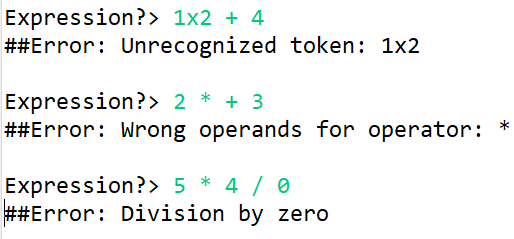 Expression?> 1x2 + 4
##Error: Unrecognized token: 1x2
Expression?> 2 * + 3
##Error: Wrong operands for operator: *
Expression?> 5 * 4 / 0
##Error: Division by zero